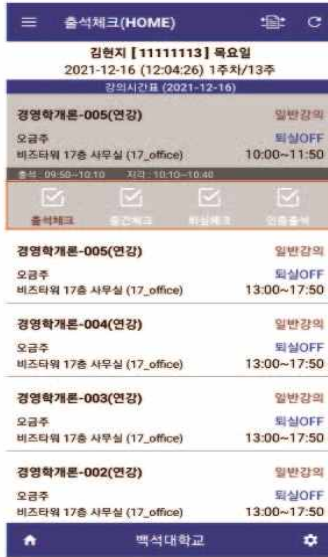 출석체크(HOME)
김현지 [11111113] 목요일
2021-12-16 (12:04:26) 1주차/13주
강의시간표 (2021-12-16)
경영학개론-005(연강) 일반강의
오금주 퇴실OFF
비즈타워 17층 사무실 (17_office) 10:00~11:50
출석 : 09:50~10:10 지각 : 10:10~10:40
출석체크 중간체크 퇴실체크 인증출석
경영학개론-005(연강) 일반강의
오금주 퇴실OFF
비즈타워 17층 사무실 (17_office) 13:00~17:50
경영학개론-004(연강) 일반강의
오금주 퇴실OFF
비즈타워 17층 사무실 (17_office) 13:00~17:50
경영학개론-003(연강) 일반강의
오금주 퇴실OFF
비즈타워 17층 사무실 (17_office) 13:00~17:50
경영학개론-002(연강) 일반강의
오금주 퇴실OFF
비즈타워 17층 사무실 (17_office) 13:00~17:50
백석대학교